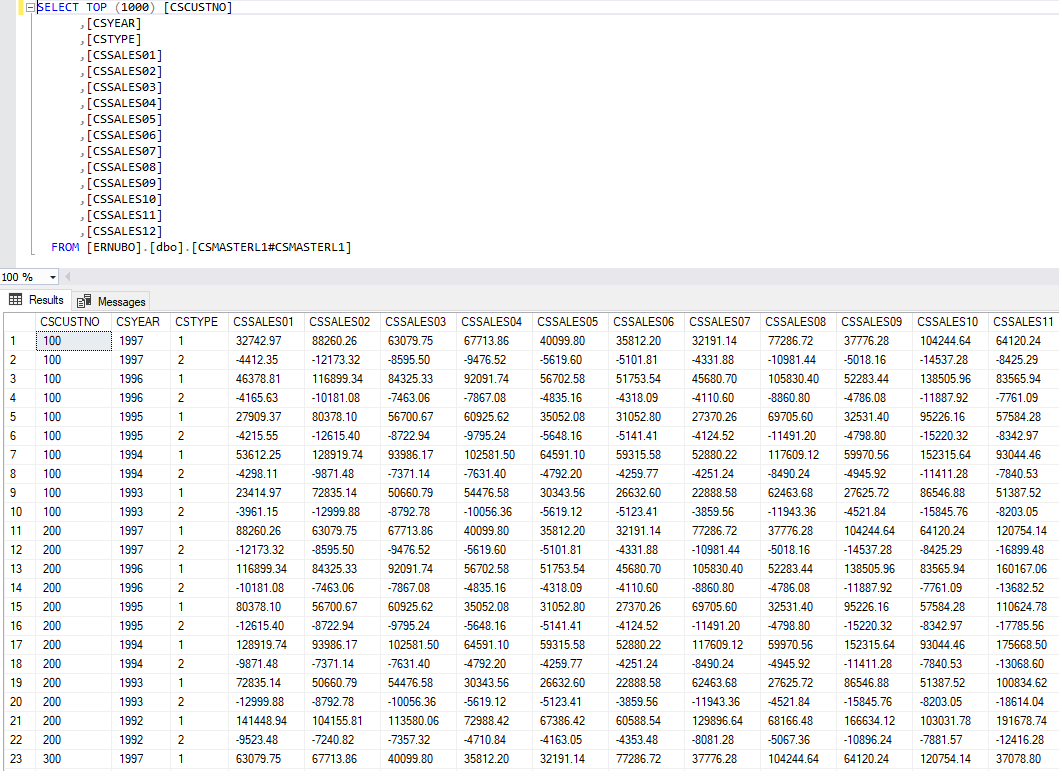 SELECT TOP (1000) [CSCUSTNO]
,[CSYEAR]
,[CSTYPE]
,[CSSALES01]
,[CSSALES02]
,[CSSALES03]
,[CSSALES04]
,[CSSALES05]
,[CSSALES06]
,[CSSALES07]
,[CSSALES08]
,[CSSALES09]
,[CSSALES10]
,[CSSALES11]
,[CSSALES12]
FROM [ERNUBO].[dbo].[CSMASTERL1#CSMASTERL1]
100 %
Results Messages
CSCUSTNO CSYEAR CSTYPE CSSALES01 CSSALES02 CSSALES03 CSSALES04 CSSALES05 CSSALES06 CSSALES07 CSSALES08 CSSALES09 CSSALES10 CSSALES11
1 100 1997 1 32742.97 88260.26 63079.75 67713.86 40099.80 35812.20 32191.14 77286.72 37776.28 104244.64 64120.24
2 100 1997 2 -4412.35 -12173.32 -8595.50 -9476.52 -5619.60 -5101.81 -4331.88 -10981.44 -5018.16 -14537.28 -8425.29
3 100 1996 1 46378.81 116899.34 84325.33 92091.74 56702.58 51753.54 45680.70 105830.40 52283.44 138505.96 83565.94
4 100 1996 2 -4165.63 -10181.08 -7463.06 -7867.08 -4835.16 -4318.09 -4110.60 -8860.80 -4786.08 -11887.92 -7761.09
5 100 1995 1 27909.37 80378.10 56700.67 60925.62 35052.08 31052.80 27370.26 69705.60 32531.40 95226.16 57584.28
6 100 1995 2 -4215.55 -12615.40 -8722.94 -9795.24 -5648.16 -5141.41 -4124.52 -11491.20 -4798.80 -15220.32 -8342.97
7 100 1994 1 53612.25 128919.74 93986.17 102581.50 64591.10 59315.58 52880.22 117609.12 59970.56 152315.64 93044.46
8 100 1994 2 -4298.11 -9871.48 -7371.14 -7631.40 -4792.20 -4259.77 -4251.24 -8490.24 -4945.92 -11411.28 -7840.53
9 100 1993 1 23414.97 72835.14 50660.79 54476.58 30343.56 26632.60 22888.58 62463.68 27625.72 86546.88 51387.52
10 100 1993 2 -3961.15 -12999.88 -8792.78 -10056.36 -5619.12 -5123.41 -3859.56 -11943.36 -4521.84 -15845.76 -8203.05
11 200 1997 1 88260.26 63079.75 67713.86 40099.80 35812.20 32191.14 77286.72 37776.28 104244.64 64120.24 120754.14
12 200 1997 2 -12173.32 -8595.50 -9476.52 -5619.60 -5101.81 -4331.88 -10981.44 -5018.16 -14537.28 -8425.29 -16899.48
13 200 1996 1 116899.34 84325.33 92091.74 56702.58 51753.54 45680.70 105830.40 52283.44 138505.96 83565.94 160167.06
14 200 1996 2 -10181.08 -7463.06 -7867.08 -4835.16 -4318.09 -4110.60 -8860.80 -4786.08 -11887.92 -7761.09 -13682.52
15 200 1995 1 80378.10 56700.67 60925.62 35052.08 31052.80 27370.26 69705.60 32531.40 95226.16 57584.28 110624.78
16 200 1995 2 -12615.40 -8722.94 -9795.24 -5648.16 -5141.41 -4124.52 -11491.20 -4798.80 -15220.32 -8342.97 -17785.56
17 200 1994 1 128919.74 93986.17 102581.50 64591.10 59315.58 52880.22 117609.12 59970.56 152315.64 93044.46 175668.50
18 200 1994 2 -9871.48 -7371.14 -7631.40 -4792.20 -4259.77 -4251.24 -8490.24 -4945.92 -11411.28 -7840.53 -13068.60
19 200 1993 1 72835.14 50660.79 54476.58 30343.56 26632.60 22888.58 62463.68 27625.72 86546.88 51387.52 100834.62
20 200 1993 2 -12999.88 -8792.78 -10056.36 -5619.12 -5123.41 -3859.56 -11943.36 -4521.84 -15845.76 -8203.05 -18614.04
21 200 1992 1 141448.94 104155.81 113580.06 72988.42 67386.42 60588.54 129896.64 68166.48 166634.12 103031.78 191678.74
22 200 1992 2 -9523.48 -7240.82 -7357.32 -4710.84 -4163.05 -4353.48 -8081.28 -5067.36 -10896.24 -7881.57 -12416.28
23 300 1997 1 63079.75 67713.86 40099.80 35812.20 32191.14 77286.72 37776.28 104244.64 64120.24 120754.14 37078.80